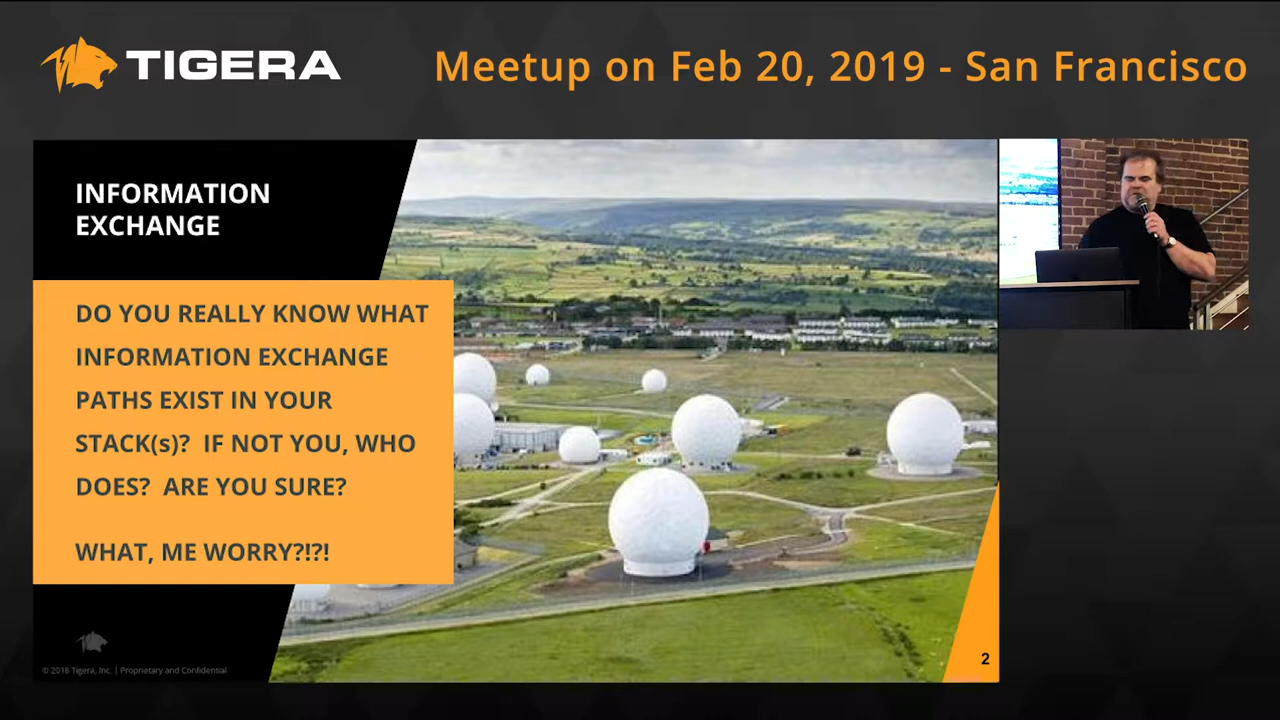 TIGERA
Meetup on Feb 20, 2019 - San Francisco
INFORMATION
EXCHANGE
DO YOU REALLY KNOW WHAT
INFORMATION EXCHANGE
PATHS EXIST IN YOUR
STACK(s)? IF NOT YOU, WHO
DOES? ARE YOU SURE?
WHAT, ME WORRY?!?!
© 2018 Tigera, Inc. | Proprietary and Confidential
2